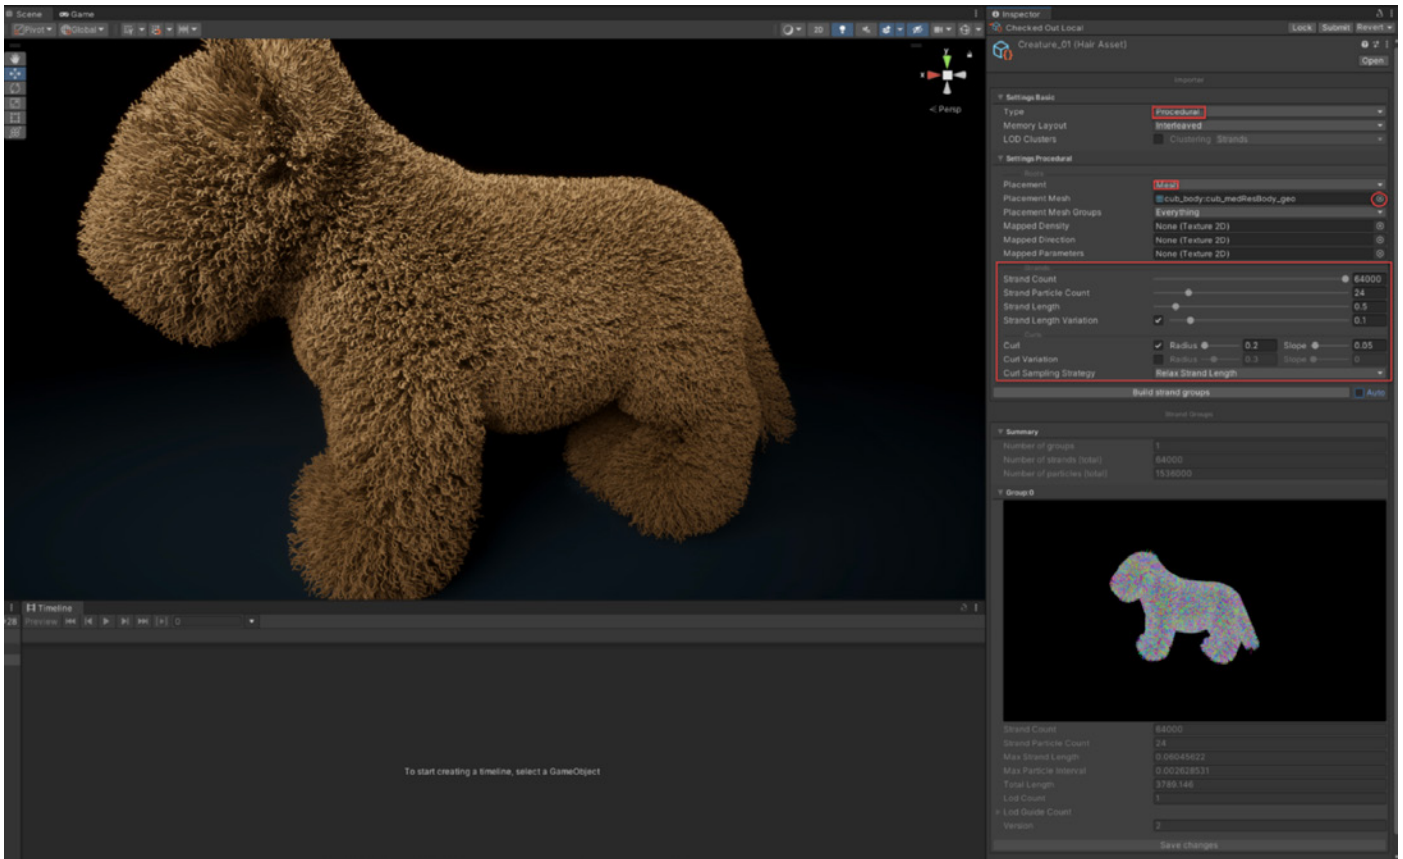 Scene Game
Pivot Global
2D
y
x
Persp
Timeline
28 Preview 0
To start creating a timeline, select a GameObject
Inspector
Checked Out Local Lock Submit Revert
Creature_01 (Hair Asset)
Open
Importer
Settings Basic
Type Procedural
Memory Layout Interleaved
LOD Clusters Clustering Strands
Settings Procedural
Roots
Placement Mesh
Placement Mesh cub_body:cub_medResBody_geo
Placement Mesh Groups Everything
Mapped Density None (Texture 2D)
Mapped Direction None (Texture 2D)
Mapped Parameters None (Texture 2D)
Strands
Strand Count 64000
Strand Particle Count 24
Strand Length 0.5
Strand Length Variation 0.1
Curls
Curl Radius 0.2 Slope 0.05
Curl Variation Radius 0.3 Slope 0
Curl Sampling Strategy Relax Strand Length
Build strand groups Auto
Strand Groups
Summary
Number of groups 1
Number of strands (total) 64000
Number of particles (total) 1536000
Group:0
Strand Count 64000
Strand Particle Count 24
Max Strand Length 0.06045622
Max Particle Interval 0.002628531
Total Length 3789.146
Lod Count 1
Lod Guide Count
Version 2
Save changes